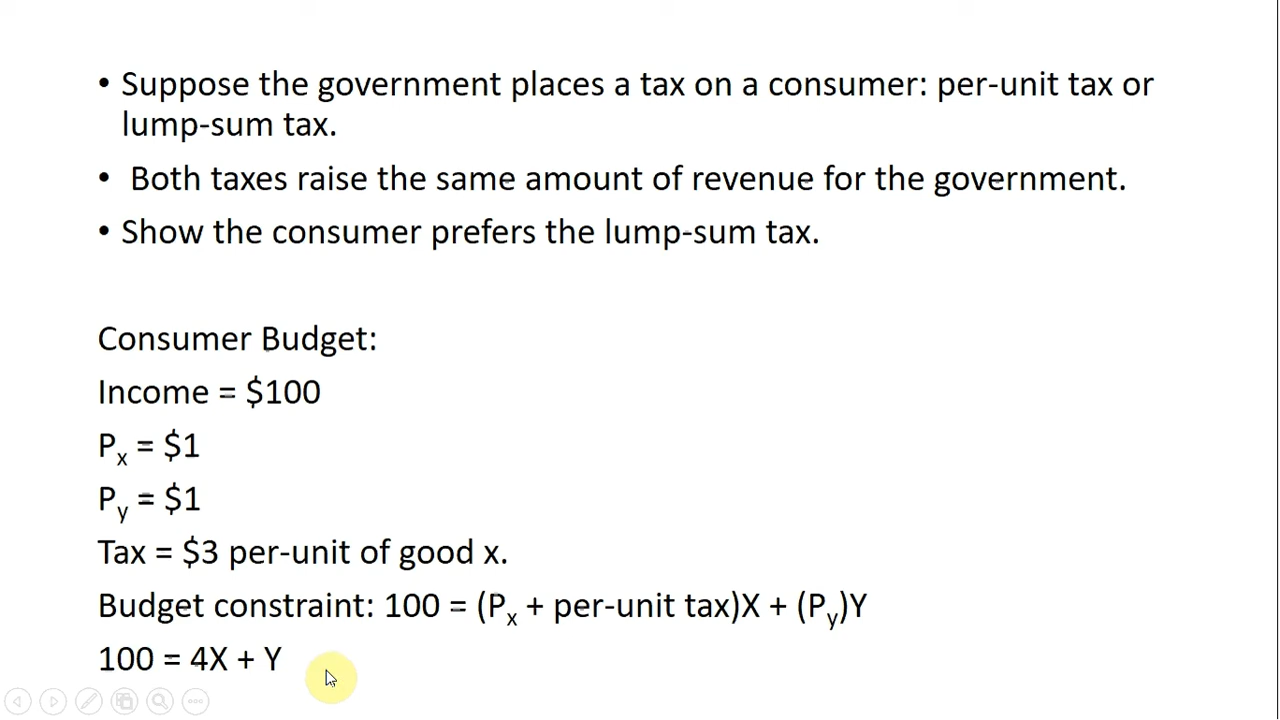 • Suppose the government places a tax on a consumer: per-unit tax or
lump-sum tax.
• Both taxes raise the same amount of revenue for the government.
• Show the consumer prefers the lump-sum tax.
Consumer Budget:
Income = $100
Pₓ = $1
Pᵧ = $1
Tax = $3 per-unit of good x.
Budget constraint: 100 = (Pₓ + per-unit tax)X + (Pᵧ)Y
100 = 4X + Y